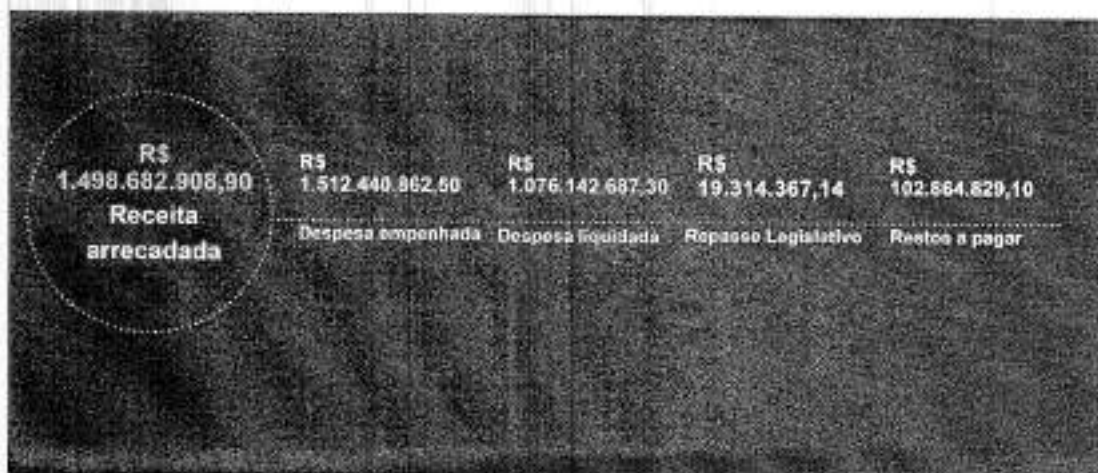 R$
1.498.682.908,90
Receita
arrecadada
R$
1.512.440.862,60
Despesa empenhada
R$
1.076.142.687,30
Despesa liquidada
R$
19.314.367,14
Repasse Legislativo
R$
102.864.829,10
Restos a pagar